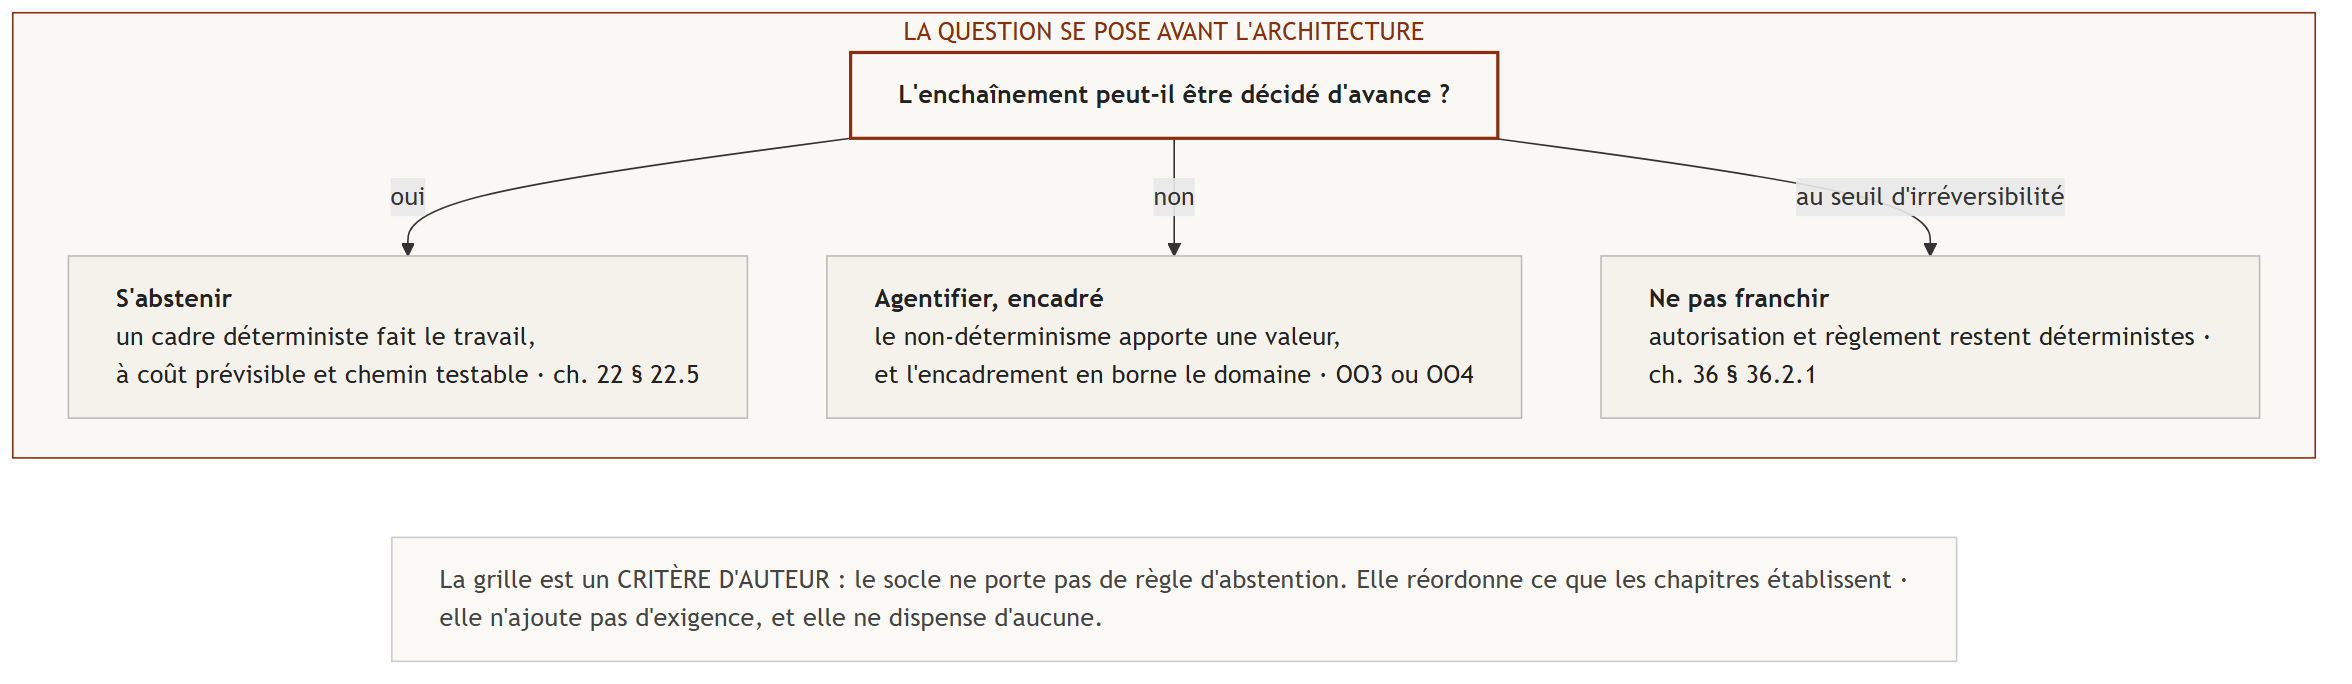 LA QUESTION SE POSE AVANT L'ARCHITECTURE
L'enchaînement peut-il être décidé d'avance ?
oui
non
au seuil d'irréversibilité
S'abstenir
un cadre déterministe fait le travail,
à coût prévisible et chemin testable · ch. 22 § 22.5
Agentifier, encadré
le non-déterminisme apporte une valeur,
et l'encadrement en borne le domaine · OO3 ou OO4
Ne pas franchir
autorisation et règlement restent déterministes ·
ch. 36 § 36.2.1
La grille est un CRITÈRE D'AUTEUR : le socle ne porte pas de règle d'abstention. Elle réordonne ce que les chapitres établissent ·
elle n'ajoute pas d'exigence, et elle ne dispense d'aucune.